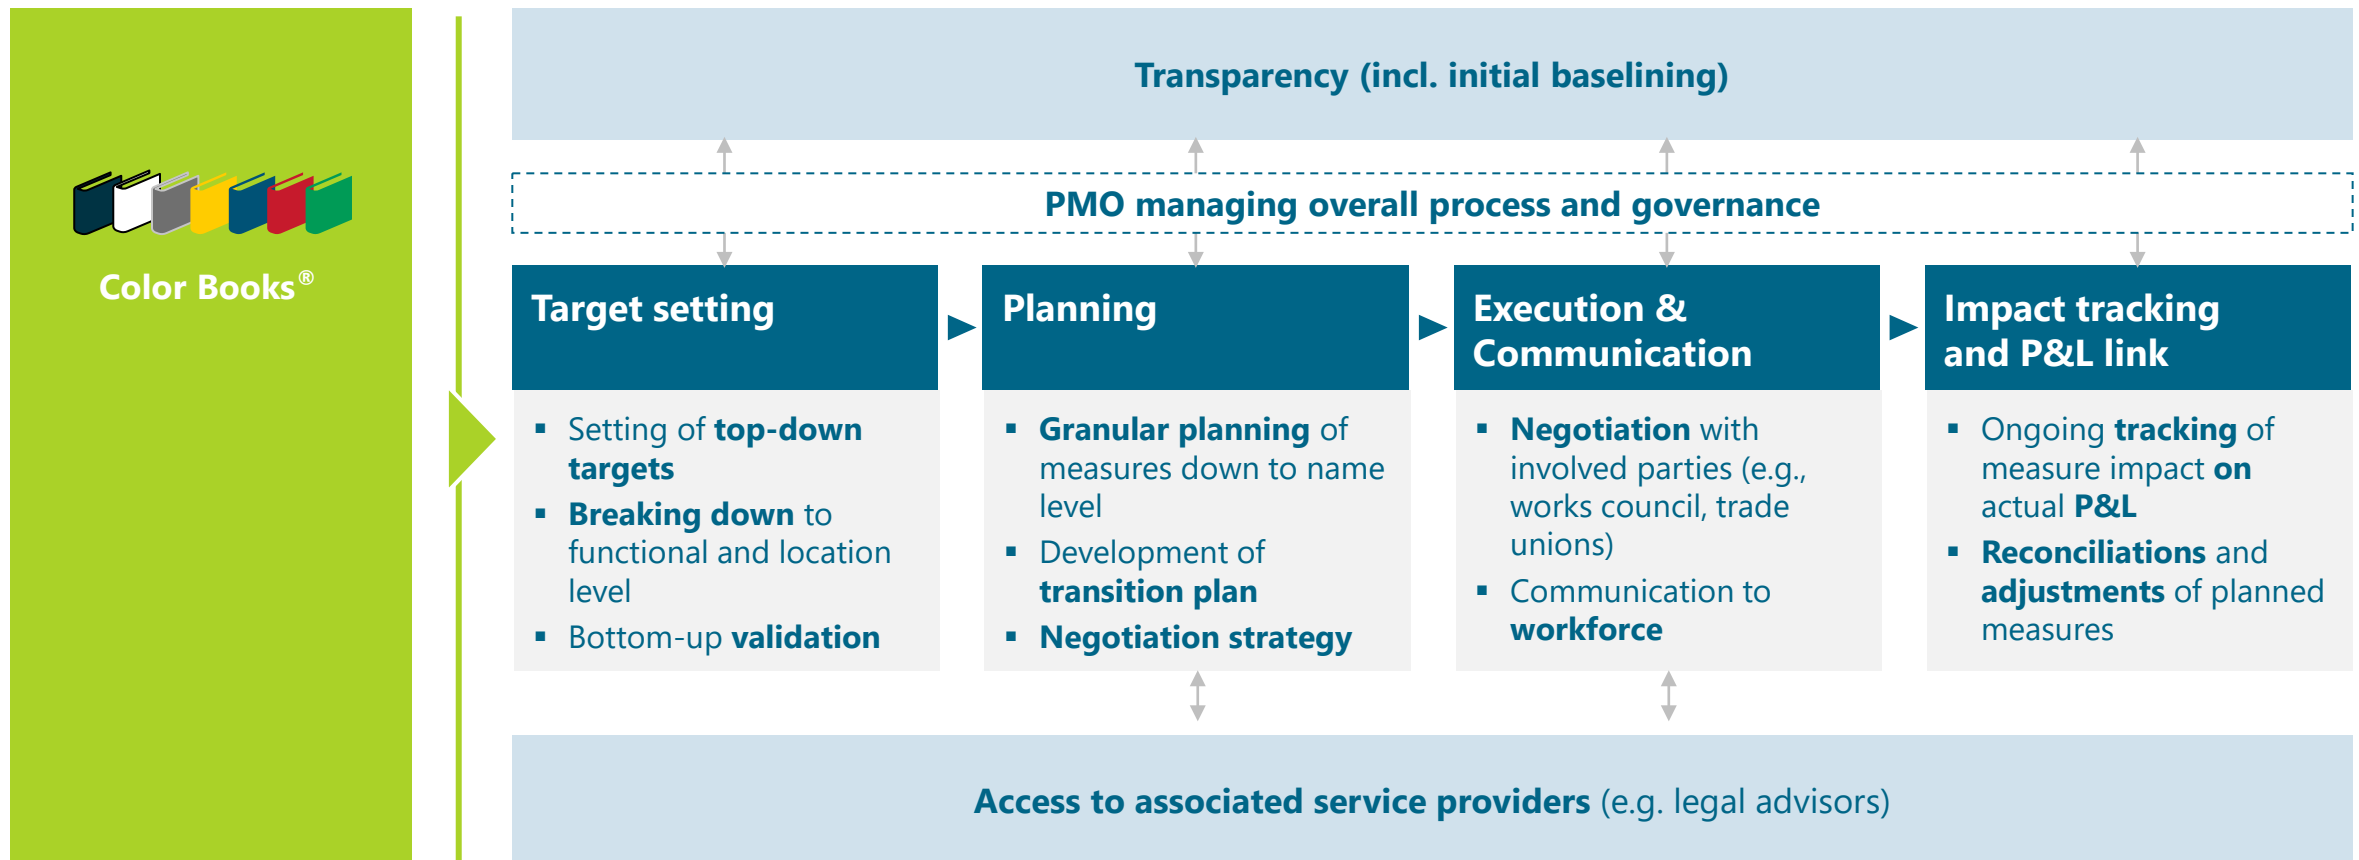 Color Books®
Transparency (incl. initial baselining)
PMO managing overall process and governance
Target setting
▪ Setting of top-down
targets
▪ Breaking down to
functional and location
level
▪ Bottom-up validation
Planning
▪ Granular planning of
measures down to name
level
▪ Development of
transition plan
▪ Negotiation strategy
Execution &
Communication
▪ Negotiation with
involved parties (e.g.,
works council, trade
unions)
▪ Communication to
workforce
Impact tracking
and P&L link
▪ Ongoing tracking of
measure impact on
actual P&L
▪ Reconciliations and
adjustments of planned
measures
Access to associated service providers (e.g. legal advisors)